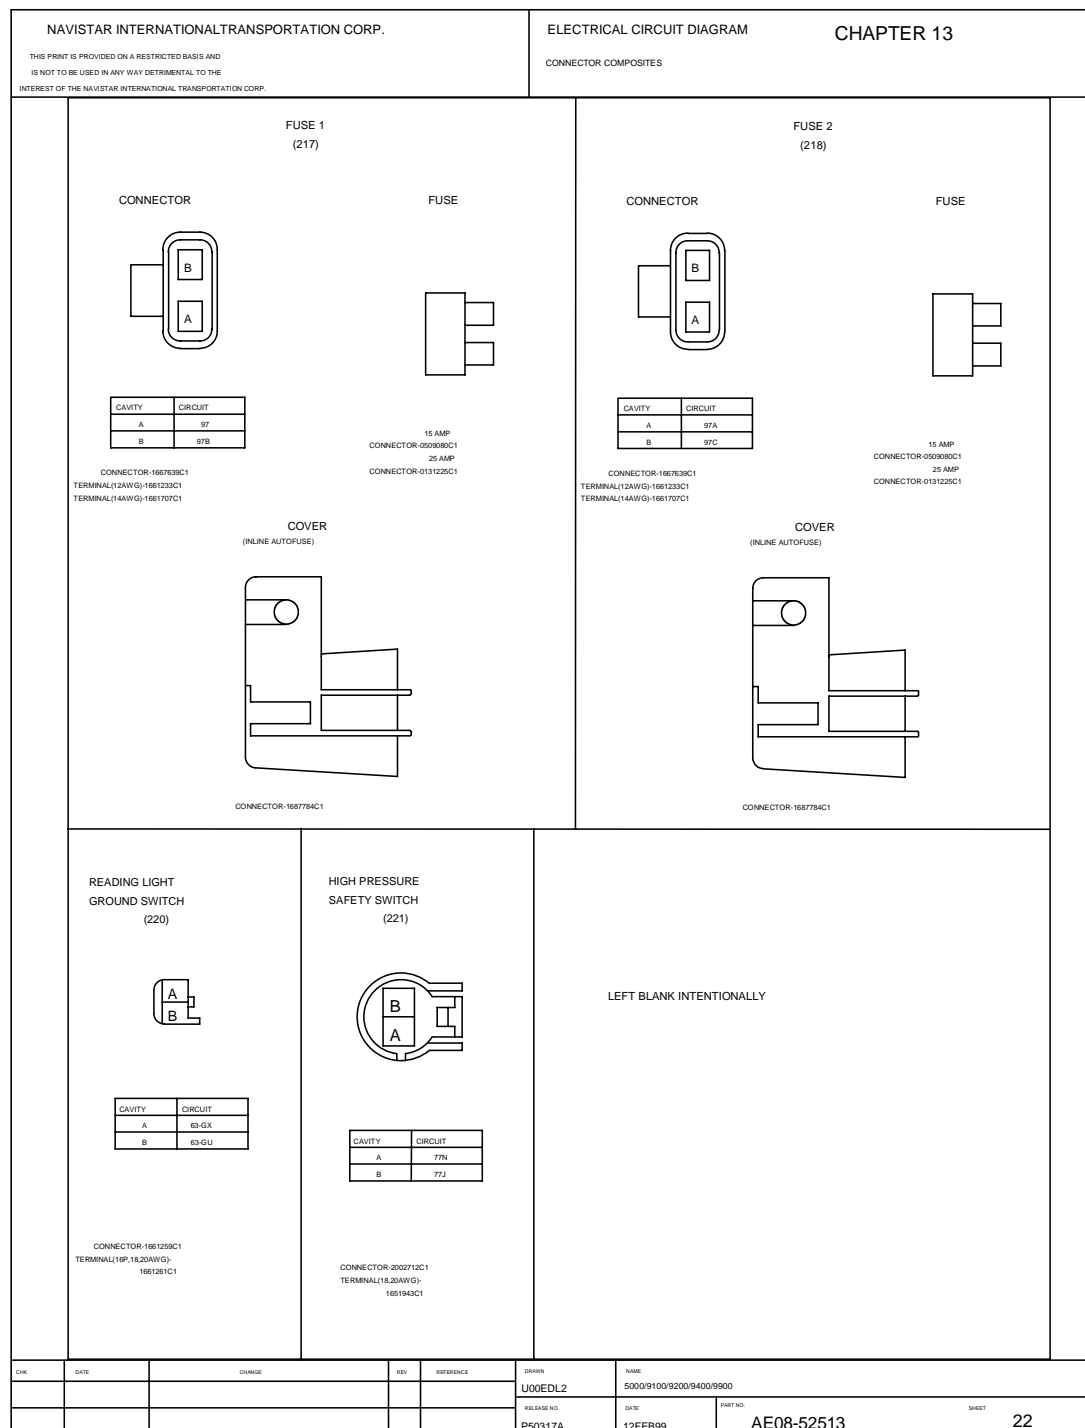 NAVISTAR INTERNATIONALTRANSPORTATION CORP.
THIS PRINT IS PROVIDED ON A RESTRICTED BASIS AND
IS NOT TO BE USED IN ANY WAY DETRIMENTAL TO THE
INTEREST OF THE NAVISTAR INTERNATIONAL TRANSPORTATION CORP.
ELECTRICAL CIRCUIT DIAGRAM
CHAPTER 13
CONNECTOR COMPOSITES
FUSE 1
(217)
CONNECTOR
FUSE
B
A
CAVITY CIRCUIT
A 97
B 97B
CONNECTOR-1667639C1
TERMINAL(12AWG)-1661233C1
TERMINAL(14AWG)-1661707C1
15 AMP
CONNECTOR-0509080C1
25 AMP
CONNECTOR-0131225C1
COVER
(INLINE AUTOFUSE)
CONNECTOR-1687784C1
FUSE 2
(218)
CONNECTOR
FUSE
B
A
CAVITY CIRCUIT
A 97A
B 97C
CONNECTOR-1667639C1
TERMINAL(12AWG)-1661233C1
TERMINAL(14AWG)-1661707C1
15 AMP
CONNECTOR-0509080C1
25 AMP
CONNECTOR-0131225C1
COVER
(INLINE AUTOFUSE)
CONNECTOR-1687784C1
READING LIGHT
GROUND SWITCH
(220)
A
B
CAVITY CIRCUIT
A 63-GX
B 63-GU
CONNECTOR-1661259C1
TERMINAL(16P,18,20AWG)-
1661261C1
HIGH PRESSURE
SAFETY SWITCH
(221)
B
A
CAVITY CIRCUIT
A 77N
B 77J
CONNECTOR-2002712C1
TERMINAL(18,20AWG)-
1651943C1
LEFT BLANK INTENTIONALLY
CHK DATE CHANGE REV REFERENCE
DRAWN
U00EDL2
NAME
5000/9100/9200/9400/9900
RELEASE NO.
P50317A
DATE
12FEB99
PART NO.
AE08-52513
SHEET
22